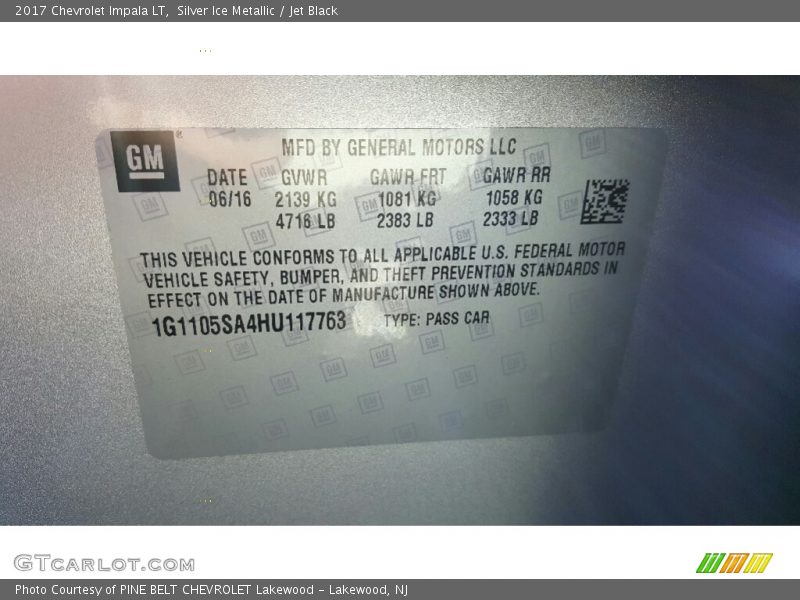 2017 Chevrolet Impala LT, Silver Ice Metallic / Jet Black
GM
MFD BY GENERAL MOTORS LLC
DATE GVWR GAWR FRT GAWR RR
06/16 2139 KG 1081 KG 1058 KG
4716 LB 2383 LB 2333 LB
THIS VEHICLE CONFORMS TO ALL APPLICABLE U.S. FEDERAL MOTOR
VEHICLE SAFETY, BUMPER, AND THEFT PREVENTION STANDARDS IN
EFFECT ON THE DATE OF MANUFACTURE SHOWN ABOVE.
1G1105SA4HU117763 TYPE: PASS CAR
GTCARLOT.COM
Photo Courtesy of PINE BELT CHEVROLET Lakewood - Lakewood, NJ